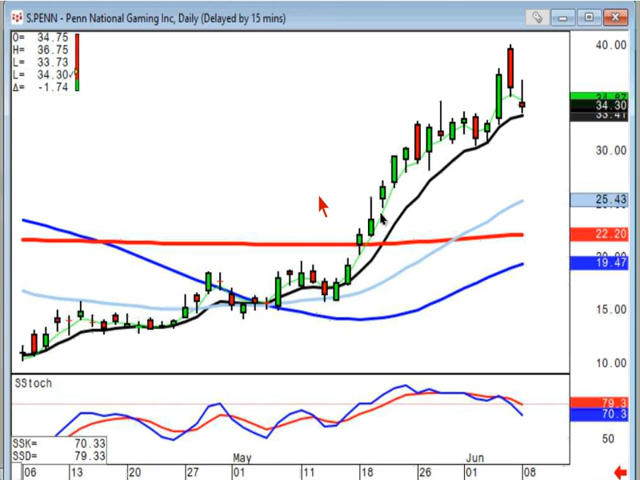 S.PENN - Penn National Gaming Inc, Daily (Delayed by 15 mins)
O= 34.75
H= 36.75
L= 33.73
L= 34.30
Δ= -1.74
40.00
34.30
33.41
30.00
25.43
22.20
19.47
15.00
10.00
SStoch
79.3
70.3
50
SSK= 70.33
SSD= 79.33
May Jun
06 13 20 27 01 11 18 26 01 08